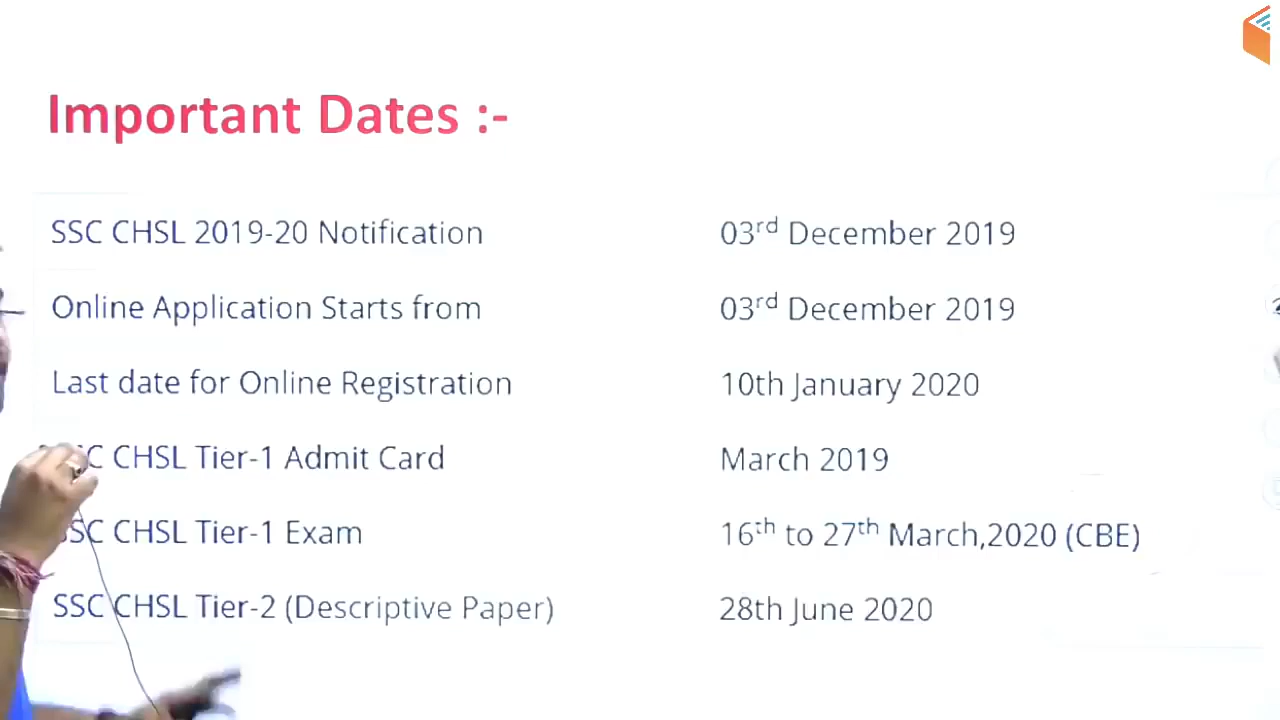 Important Dates :-
SSC CHSL 2019-20 Notification 03rd December 2019
Online Application Starts from 03rd December 2019
Last date for Online Registration 10th January 2020
CHSL Tier-1 Admit Card March 2019
SSC CHSL Tier-1 Exam 16th to 27th March,2020 (CBE)
SSC CHSL Tier-2 (Descriptive Paper) 28th June 2020